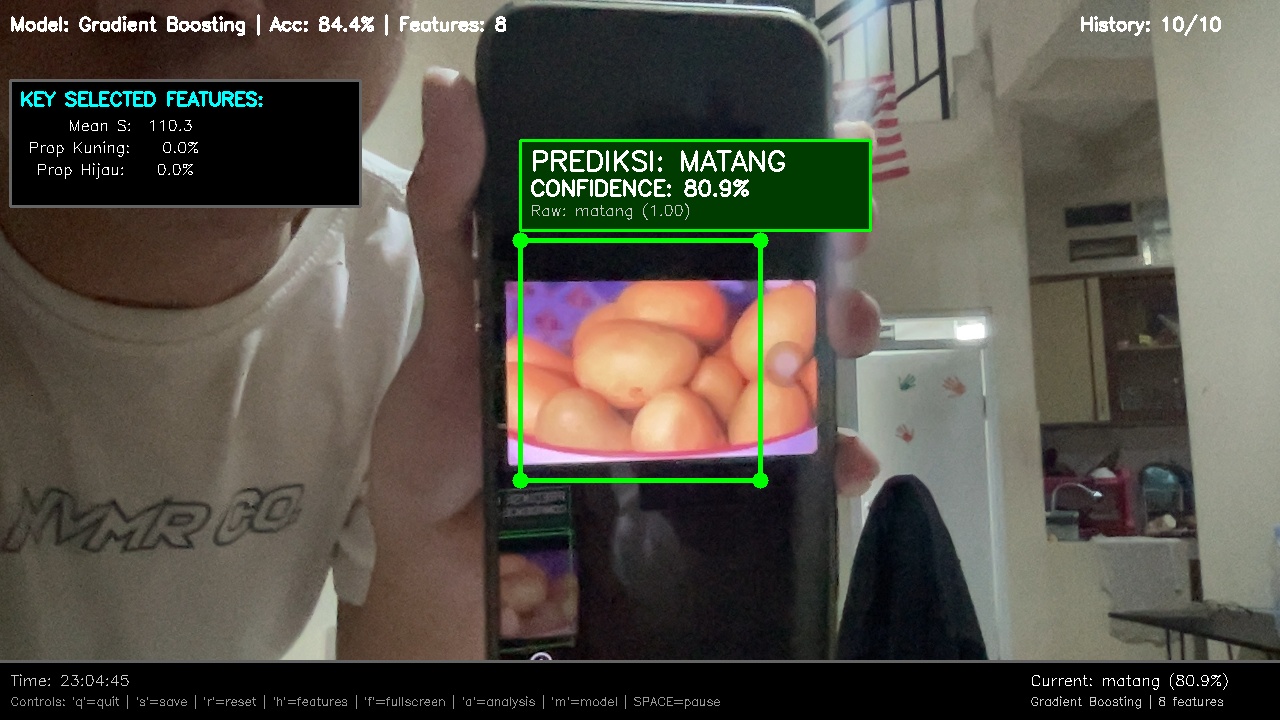 Model: Gradient Boosting | Acc: 84.4% | Features: 8
History: 10/10
KEY SELECTED FEATURES:
Mean S: 110.3
Prop Kuning: 0.0%
Prop Hijau: 0.0%
PREDIKSI: MATANG
CONFIDENCE: 80.9%
Raw: matang (1.00)
NVMR CO
Time: 23:04:45
Current: matang (80.9%)
Controls: 'q'=quit | 's'=save | 'r'=reset | 'h'=features | 'f'=fullscreen | 'a'=analysis | 'm'=model | SPACE=pause
Gradient Boosting | 8 features